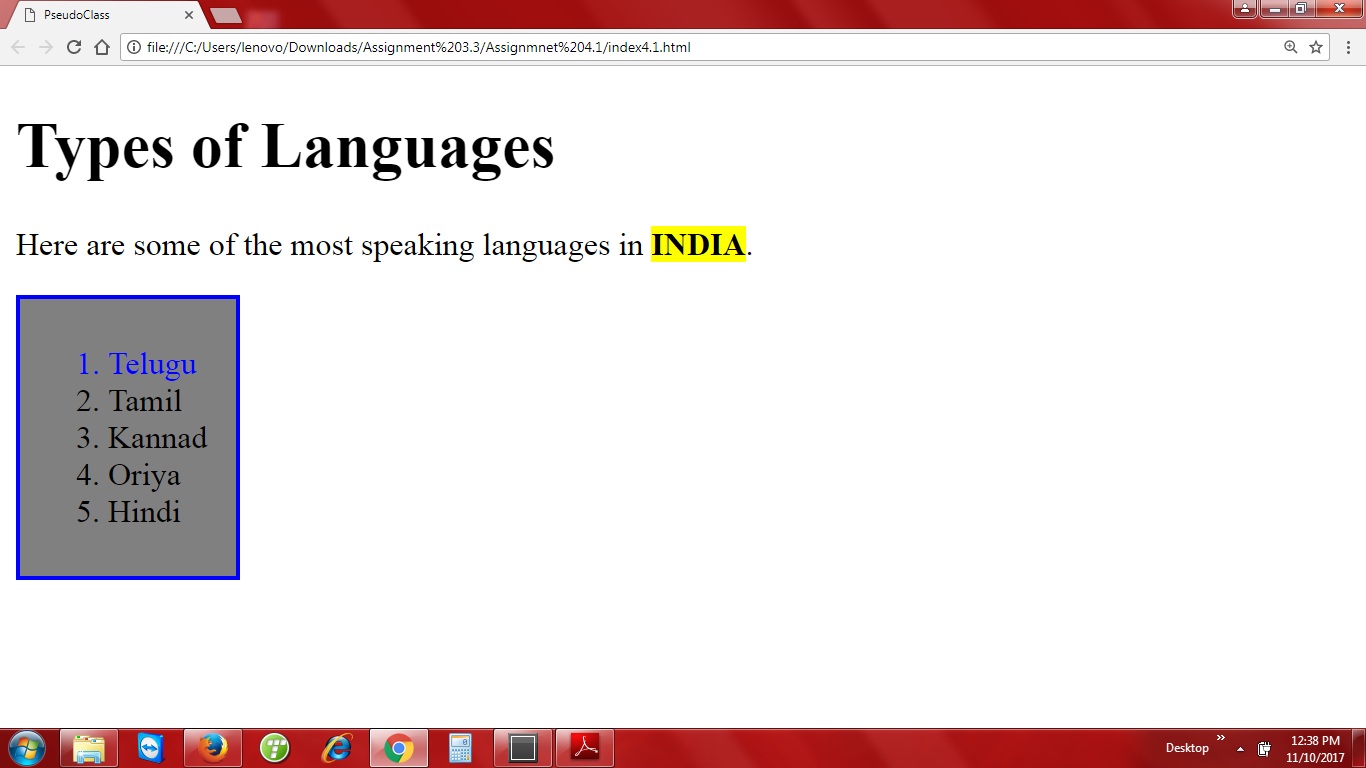 PseudoClass
file:///C:/Users/lenovo/Downloads/Assignment%203.3/Assignmnet%204.1/index4.1.html
Types of Languages
Here are some of the most speaking languages in INDIA.
1. Telugu
2. Tamil
3. Kannad
4. Oriya
5. Hindi
Desktop
12:38 PM
11/10/2017